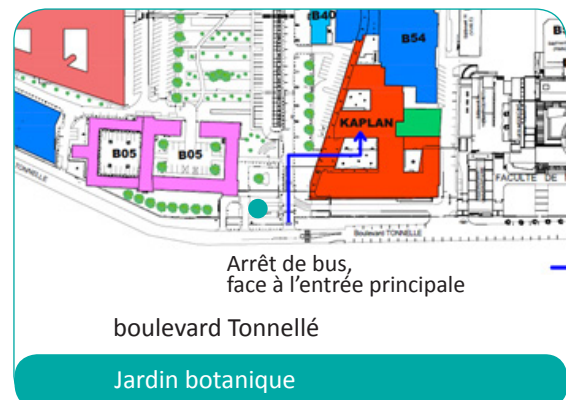 B40
B54
KAPLAN
B05
B05
TONNELLE
FACULTE DE
Boulevard TONNELLE
Arrêt de bus,
face à l'entrée principale
boulevard Tonnellé
Jardin botanique